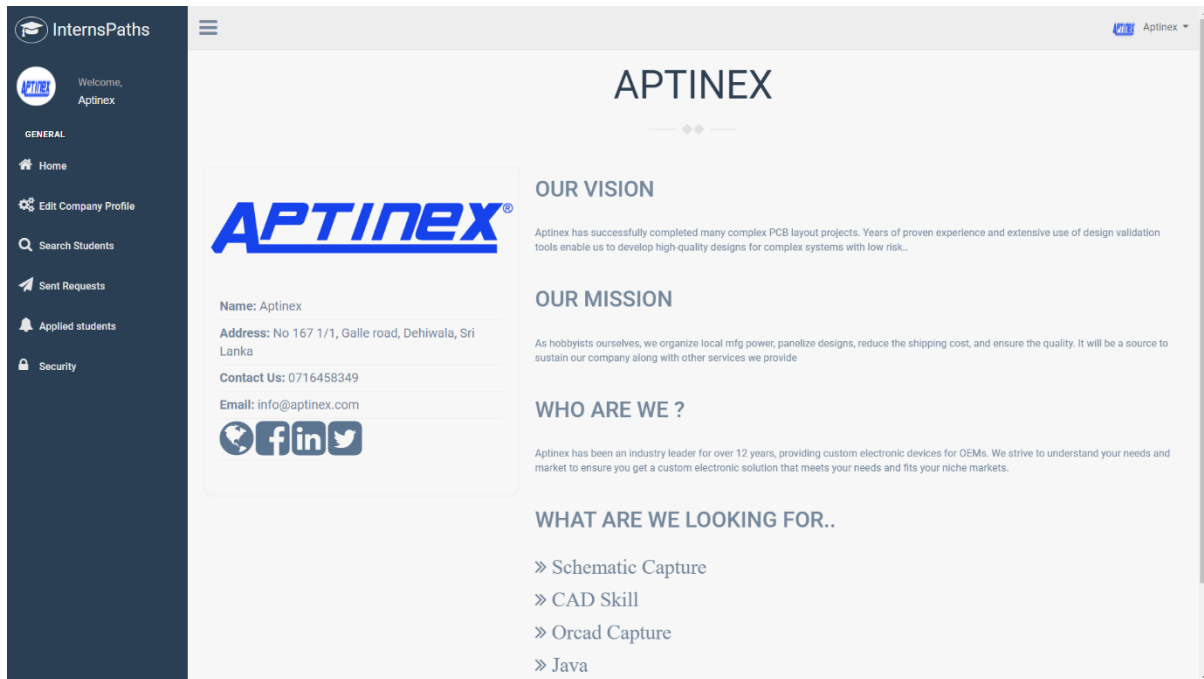 InternsPaths
APTINEX
Aptinex
APTINEX
Welcome,
Aptinex
GENERAL
Home
Edit Company Profile
Search Students
Sent Requests
Applied students
Security
APTINEX®
Name: Aptinex
Address: No 167 1/1, Galle road, Dehiwala, Sri
Lanka
Contact Us: 0716458349
Email: info@aptinex.com
f in
OUR VISION
Aptinex has successfully completed many complex PCB layout projects. Years of proven experience and extensive use of design validation
tools enable us to develop high-quality designs for complex systems with low risk..
OUR MISSION
As hobbyists ourselves, we organize local mfg power, panelize designs, reduce the shipping cost, and ensure the quality. It will be a source to
sustain our company along with other services we provide
WHO ARE WE ?
Aptinex has been an industry leader for over 12 years, providing custom electronic devices for OEMs. We strive to understand your needs and
market to ensure you get a custom electronic solution that meets your needs and fits your niche markets.
WHAT ARE WE LOOKING FOR..
» Schematic Capture
» CAD Skill
» Orcad Capture
» Java